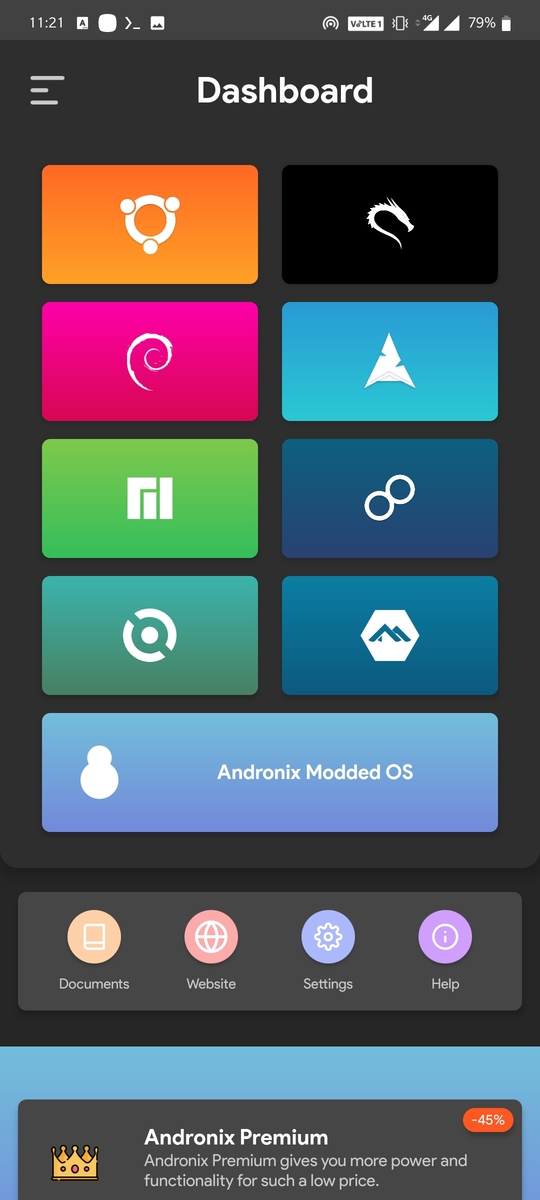 11:21 A VoLTE 1 4G 79%
Dashboard
Andronix Modded OS
Documents Website Settings Help
-45%
Andronix Premium
Andronix Premium gives you more power and
functionality for such a low price.